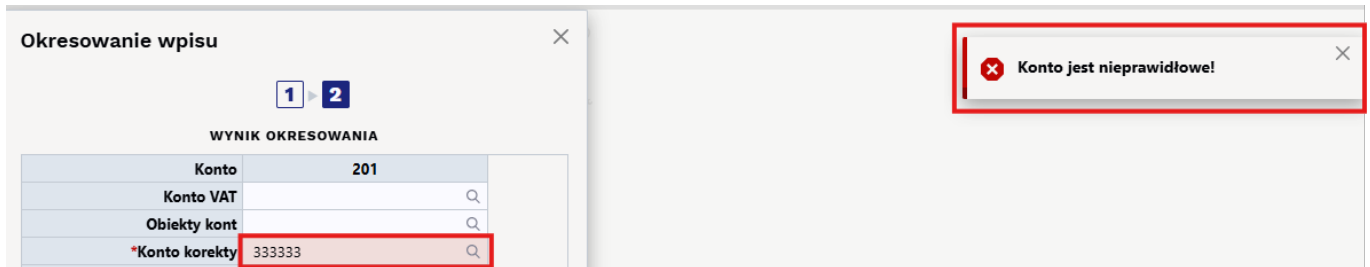 Okresowanie wpisu
Konto jest nieprawidłowe!
1 2
WYNIK OKRESOWANIA
Konto 201
Konto VAT
Obiekty kont
*Konto korekty 333333